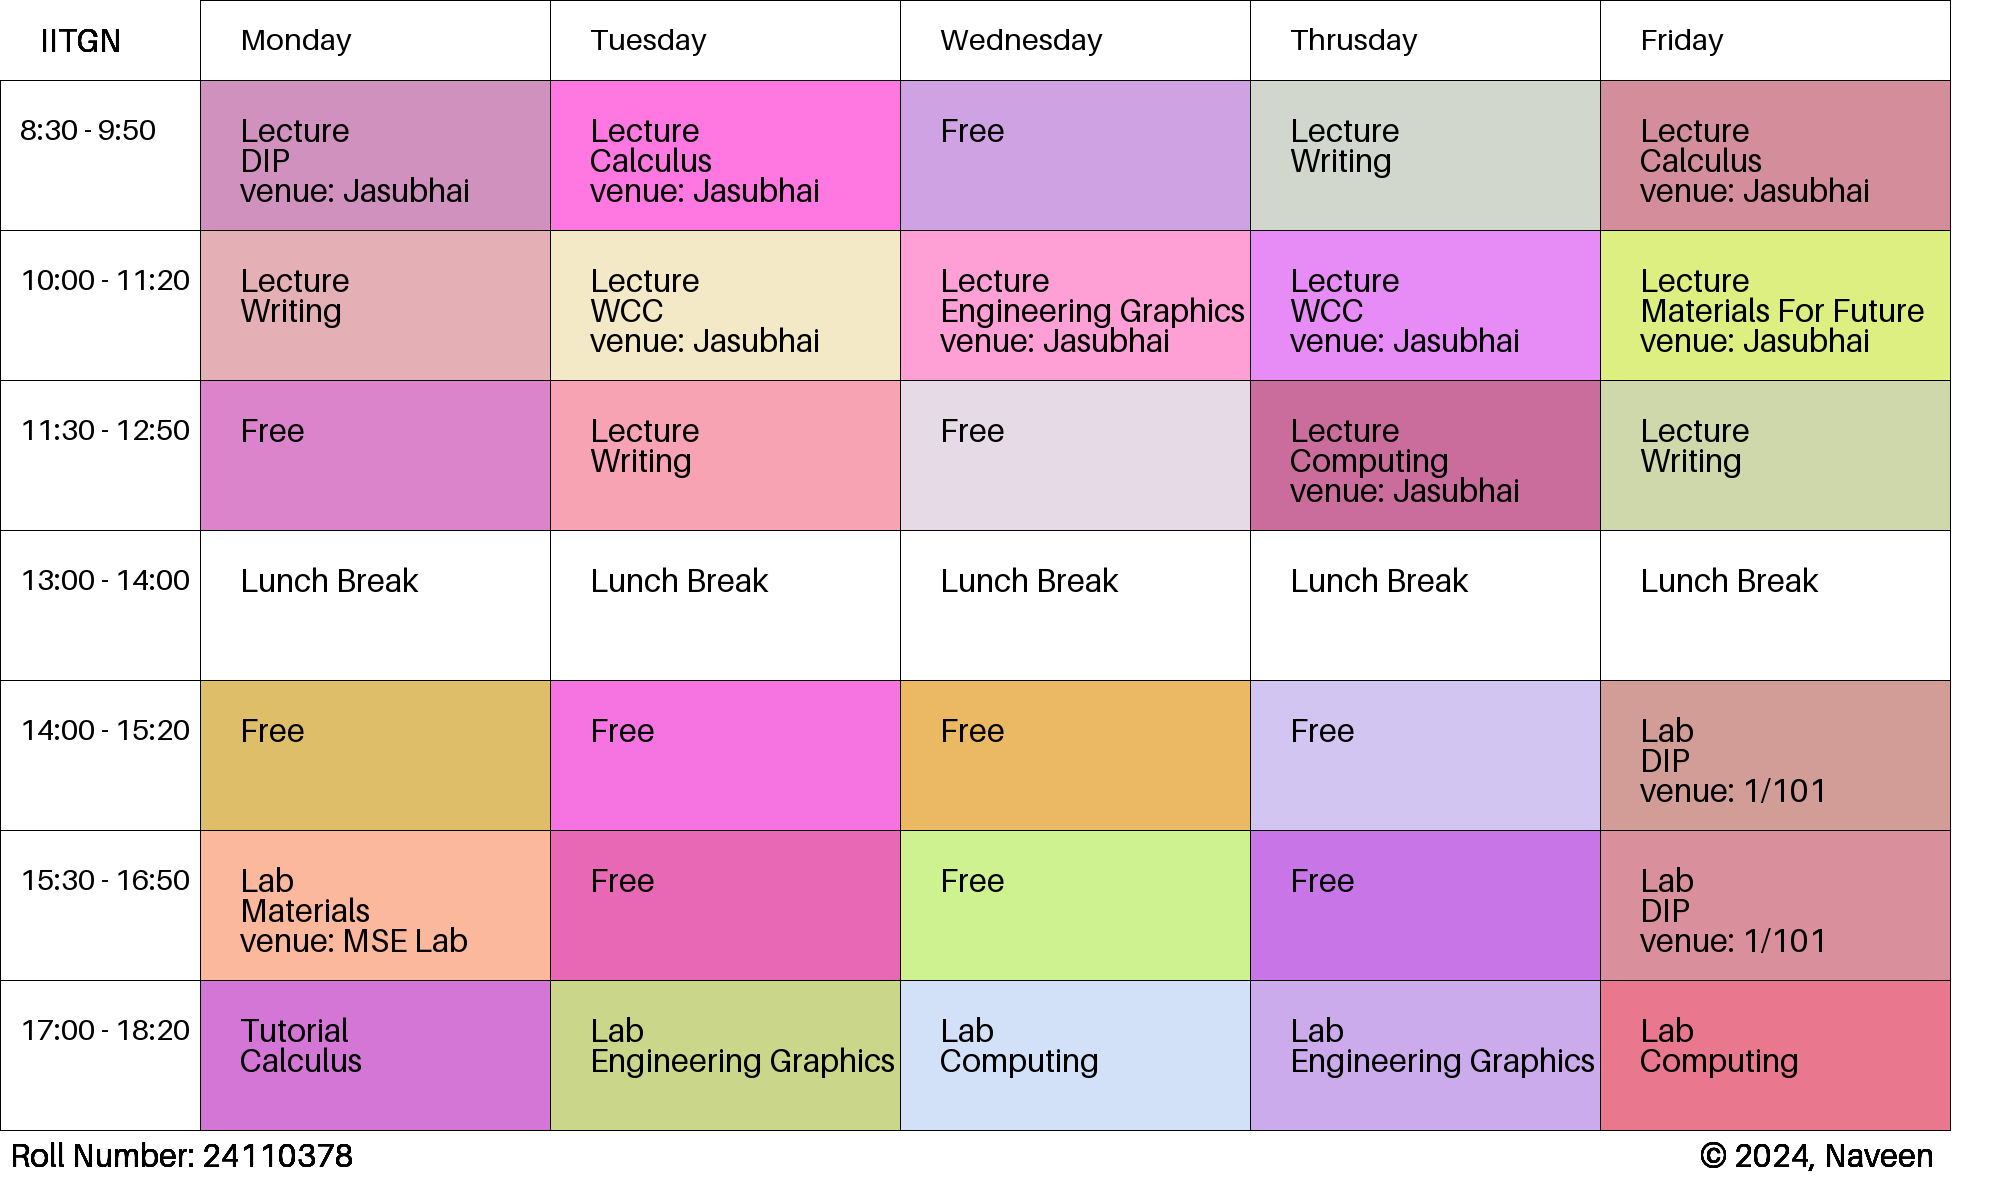 IITGN Monday Tuesday Wednesday Thrusday Friday
8:30 - 9:50
Lecture
DIP
venue: Jasubhai
Lecture
Calculus
venue: Jasubhai
Free
Lecture
Writing
Lecture
Calculus
venue: Jasubhai
10:00 - 11:20
Lecture
Writing
Lecture
WCC
venue: Jasubhai
Lecture
Engineering Graphics
venue: Jasubhai
Lecture
WCC
venue: Jasubhai
Lecture
Materials For Future
venue: Jasubhai
11:30 - 12:50
Free
Lecture
Writing
Free
Lecture
Computing
venue: Jasubhai
Lecture
Writing
13:00 - 14:00
Lunch Break
Lunch Break
Lunch Break
Lunch Break
Lunch Break
14:00 - 15:20
Free
Free
Free
Free
Lab
DIP
venue: 1/101
15:30 - 16:50
Lab
Materials
venue: MSE Lab
Free
Free
Free
Lab
DIP
venue: 1/101
17:00 - 18:20
Tutorial
Calculus
Lab
Engineering Graphics
Lab
Computing
Lab
Engineering Graphics
Lab
Computing
Roll Number: 24110378
© 2024, Naveen